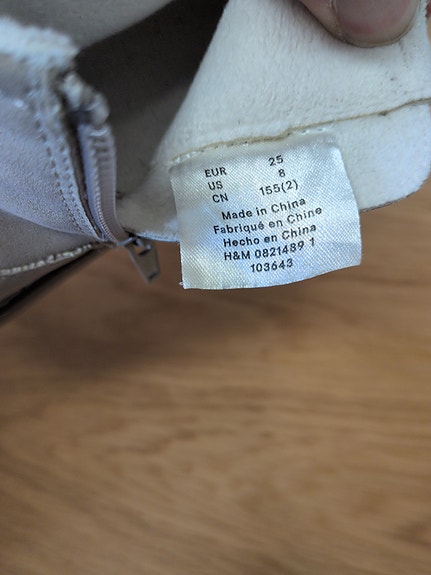 EUR 25
US 8
CN 155(2)
Made in China
Fabriqué en Chine
Hecho en China
H&M 0821489 1
103643